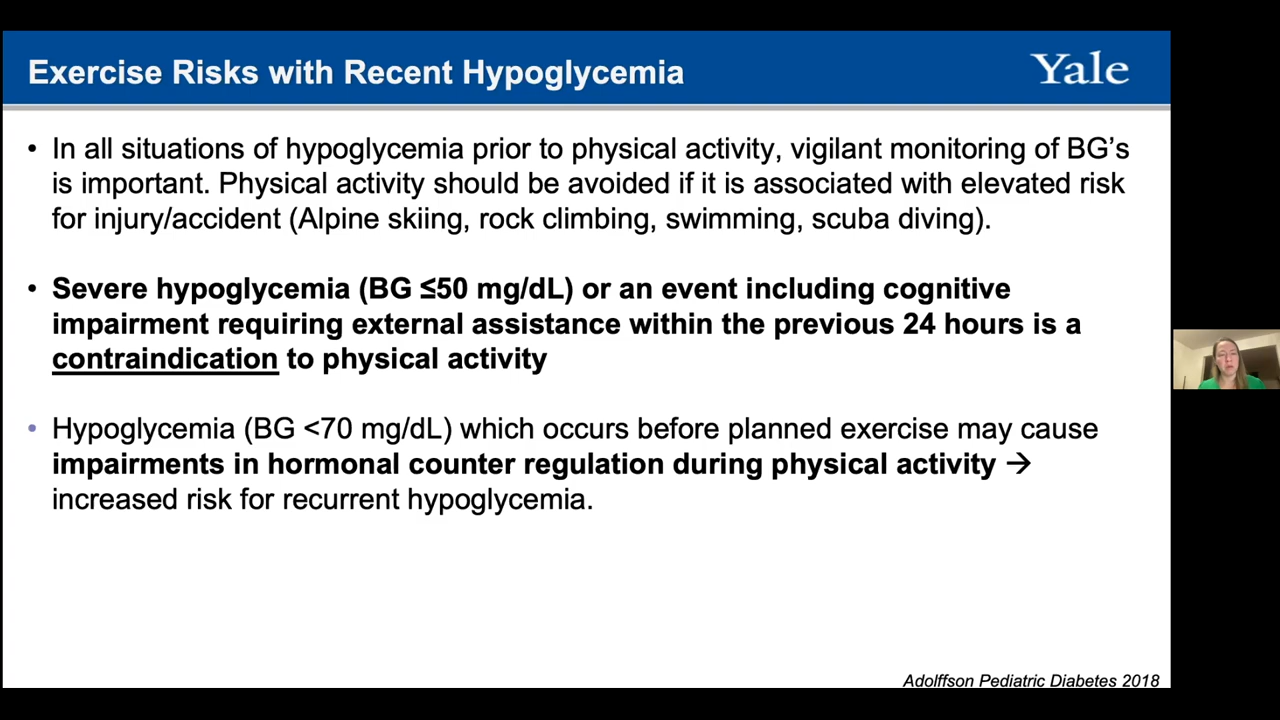 Exercise Risks with Recent Hypoglycemia
Yale
• In all situations of hypoglycemia prior to physical activity, vigilant monitoring of BG's
is important. Physical activity should be avoided if it is associated with elevated risk
for injury/accident (Alpine skiing, rock climbing, swimming, scuba diving).
• Severe hypoglycemia (BG ≤50 mg/dL) or an event including cognitive
impairment requiring external assistance within the previous 24 hours is a
contraindication to physical activity
• Hypoglycemia (BG <70 mg/dL) which occurs before planned exercise may cause
impairments in hormonal counter regulation during physical activity →
increased risk for recurrent hypoglycemia.
Adolffson Pediatric Diabetes 2018